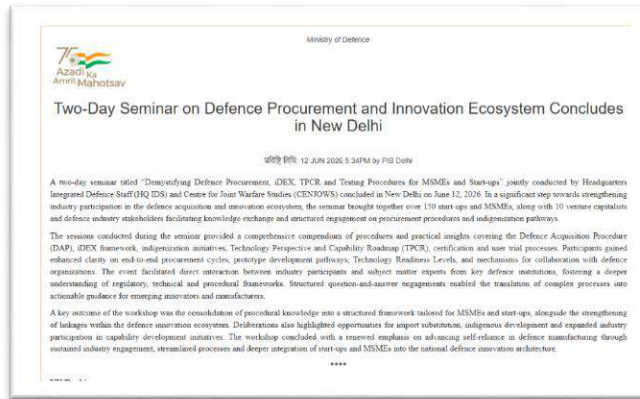 Ministry of Defence
75
Azadi Ka
Amrit Mahotsav
Two-Day Seminar on Defence Procurement and Innovation Ecosystem Concludes
in New Delhi
प्रविष्टि तिथि: 12 JUN 2026 5:34PM by PIB Delhi
A two-day seminar titled "Demystifying Defence Procurement, iDEX, TPCR and Testing Procedures for MSMEs and Start-ups" jointly conducted by Headquarters
Integrated Defence Staff (HQ IDS) and Centre for Joint Warfare Studies (CENJOWS) concluded in New Delhi on June 12, 2026. In a significant step towards strengthening
industry participation in the defence acquisition and innovation ecosystem, the seminar brought together over 150 start-ups and MSMEs, along with 10 venture capitalists
and defence industry stakeholders facilitating knowledge exchange and structured engagement on procurement procedures and indigenization pathways.
The sessions conducted during the seminar provided a comprehensive compendium of procedures and practical insights covering the Defence Acquisition Procedure
(DAP), iDEX framework, indigenization initiatives, Technology Perspective and Capability Roadmap (TPCR), certification and user trial processes. Participants gained
enhanced clarity on end-to-end procurement cycles, prototype development pathways, Technology Readiness Levels, and mechanisms for collaboration with defence
organizations. The event facilitated direct interaction between industry participants and subject matter experts from key defence institutions, fostering a deeper
understanding of regulatory, technical and procedural frameworks. Structured question-and-answer engagements enabled the translation of complex processes into
actionable guidance for emerging innovators and manufacturers.
A key outcome of the workshop was the consolidation of procedural knowledge into a structured framework tailored for MSMEs and start-ups, alongside the strengthening
of linkages within the defence innovation ecosystem. Deliberations also highlighted opportunities for import substitution, indigenous development and expanded industry
participation in capability development initiatives. The workshop concluded with a renewed emphasis on advancing self-reliance in defence manufacturing through
sustained industry engagement, streamlined processes and deeper integration of start-ups and MSMEs into the national defence innovation architecture.
****